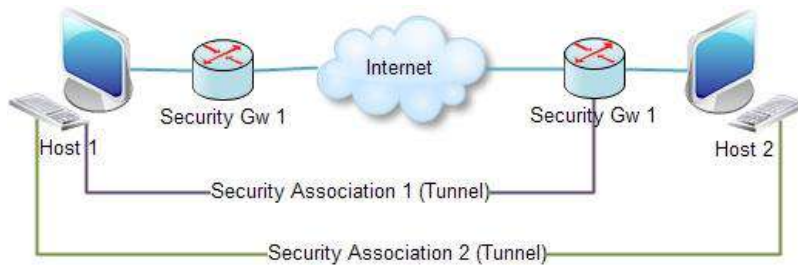 Internet
Security Gw 1
Security Gw 1
Host 1
Host 2
Security Association 1 (Tunnel)
Security Association 2 (Tunnel)